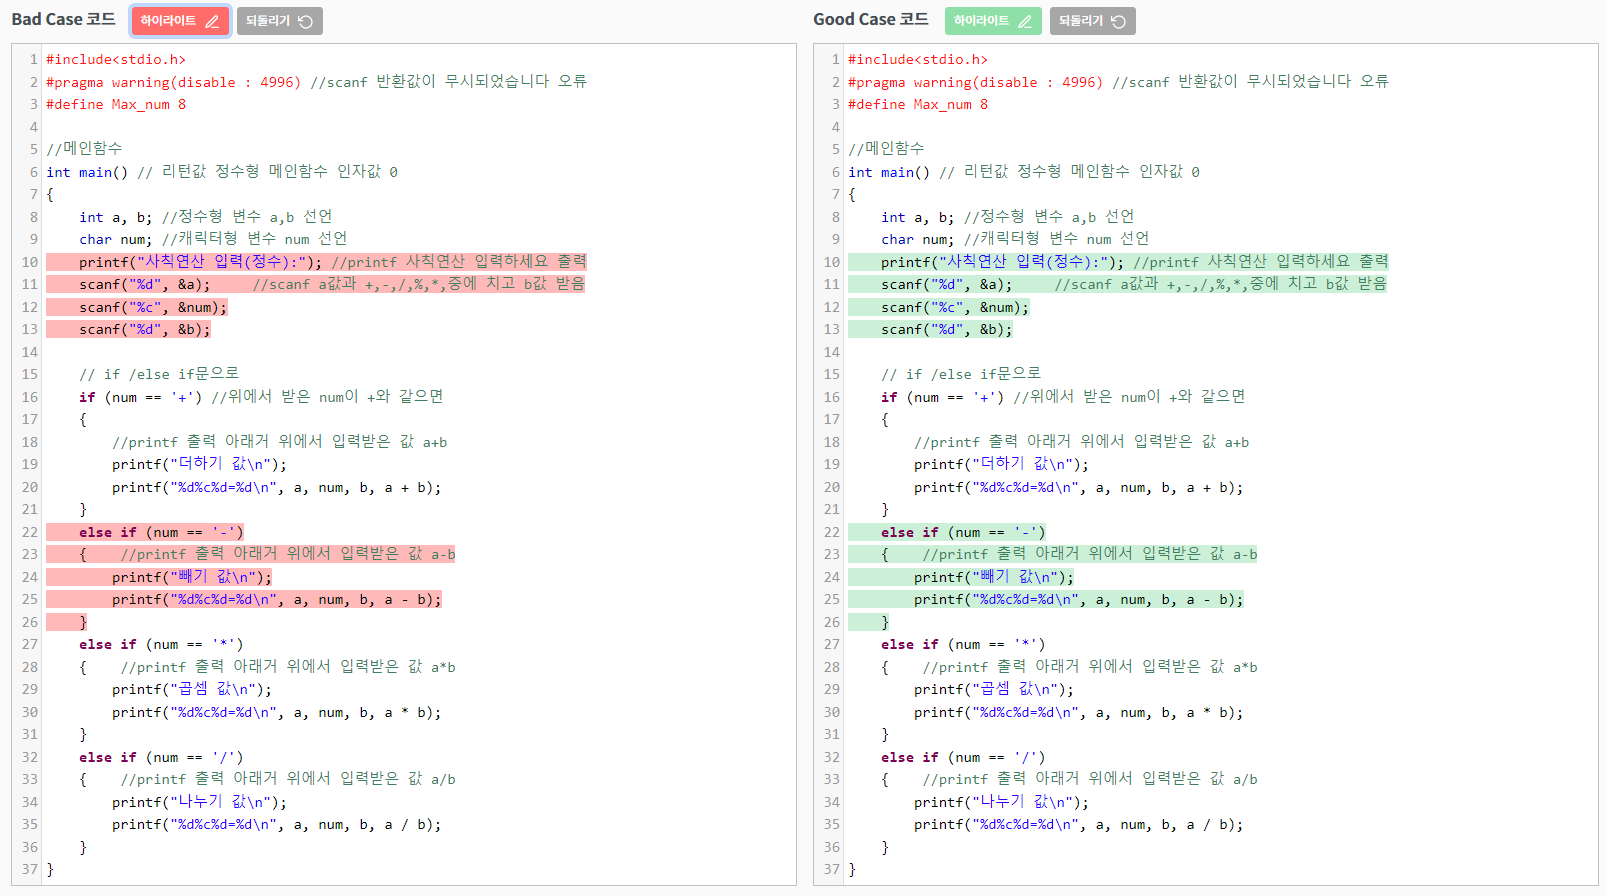 Bad Case 코드 하이라이트 되돌리기
1 #include<stdio.h>
2 #pragma warning(disable : 4996) //scanf 반환값이 무시되었습니다 오류
3 #define Max_num 8
4
5 //메인함수
6 int main() // 리턴값 정수형 메인함수 인자값 0
7 {
8     int a, b; //정수형 변수 a,b 선언
9     char num; //캐릭터형 변수 num 선언
10     printf("사칙연산 입력(정수):"); //printf 사칙연산 입력하세요 출력
11     scanf("%d", &a);     //scanf a값과 +,-,/,%,*,중에 치고 b값 받음
12     scanf("%c", &num);
13     scanf("%d", &b);
14
15     // if /else if문으로
16     if (num == '+') //위에서 받은 num이 +와 같으면
17     {
18         //printf 출력 아래거 위에서 입력받은 값 a+b
19         printf("더하기 값\n");
20         printf("%d%c%d=%d\n", a, num, b, a + b);
21     }
22     else if (num == '-')
23     {    //printf 출력 아래거 위에서 입력받은 값 a-b
24         printf("빼기 값\n");
25         printf("%d%c%d=%d\n", a, num, b, a - b);
26     }
27     else if (num == '*')
28     {    //printf 출력 아래거 위에서 입력받은 값 a*b
29         printf("곱셈 값\n");
30         printf("%d%c%d=%d\n", a, num, b, a * b);
31     }
32     else if (num == '/')
33     {    //printf 출력 아래거 위에서 입력받은 값 a/b
34         printf("나누기 값\n");
35         printf("%d%c%d=%d\n", a, num, b, a / b);
36     }
37 }
Good Case 코드 하이라이트 되돌리기
1 #include<stdio.h>
2 #pragma warning(disable : 4996) //scanf 반환값이 무시되었습니다 오류
3 #define Max_num 8
4
5 //메인함수
6 int main() // 리턴값 정수형 메인함수 인자값 0
7 {
8     int a, b; //정수형 변수 a,b 선언
9     char num; //캐릭터형 변수 num 선언
10     printf("사칙연산 입력(정수):"); //printf 사칙연산 입력하세요 출력
11     scanf("%d", &a);     //scanf a값과 +,-,/,%,*,중에 치고 b값 받음
12     scanf("%c", &num);
13     scanf("%d", &b);
14
15     // if /else if문으로
16     if (num == '+') //위에서 받은 num이 +와 같으면
17     {
18         //printf 출력 아래거 위에서 입력받은 값 a+b
19         printf("더하기 값\n");
20         printf("%d%c%d=%d\n", a, num, b, a + b);
21     }
22     else if (num == '-')
23     {    //printf 출력 아래거 위에서 입력받은 값 a-b
24         printf("빼기 값\n");
25         printf("%d%c%d=%d\n", a, num, b, a - b);
26     }
27     else if (num == '*')
28     {    //printf 출력 아래거 위에서 입력받은 값 a*b
29         printf("곱셈 값\n");
30         printf("%d%c%d=%d\n", a, num, b, a * b);
31     }
32     else if (num == '/')
33     {    //printf 출력 아래거 위에서 입력받은 값 a/b
34         printf("나누기 값\n");
35         printf("%d%c%d=%d\n", a, num, b, a / b);
36     }
37 }